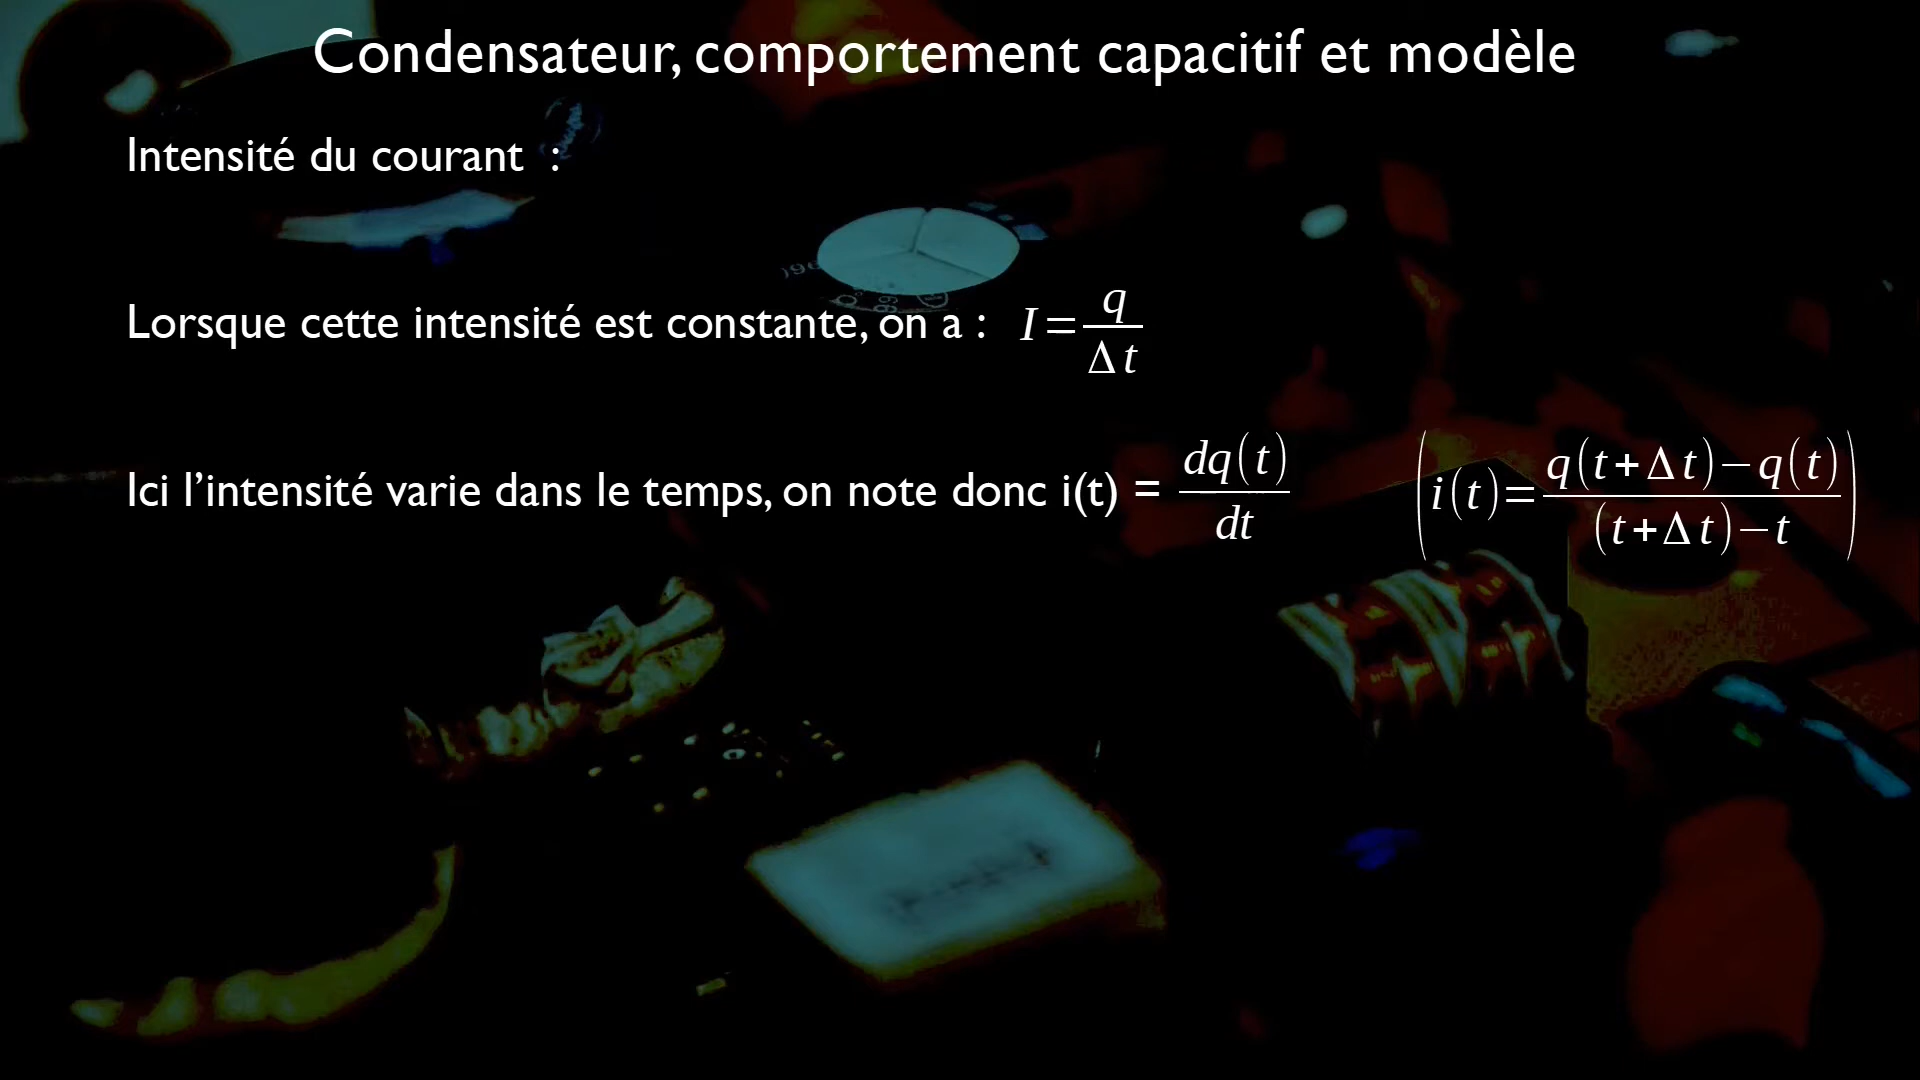 Condensateur, comportement capacitif et modèle
Intensité du courant :
Lorsque cette intensité est constante, on a : I = q / Δt
Ici l’intensité varie dans le temps, on note donc i(t) = dq(t) / dt ( i(t) = q(t+Δt)−q(t) / (t+Δt)−t )